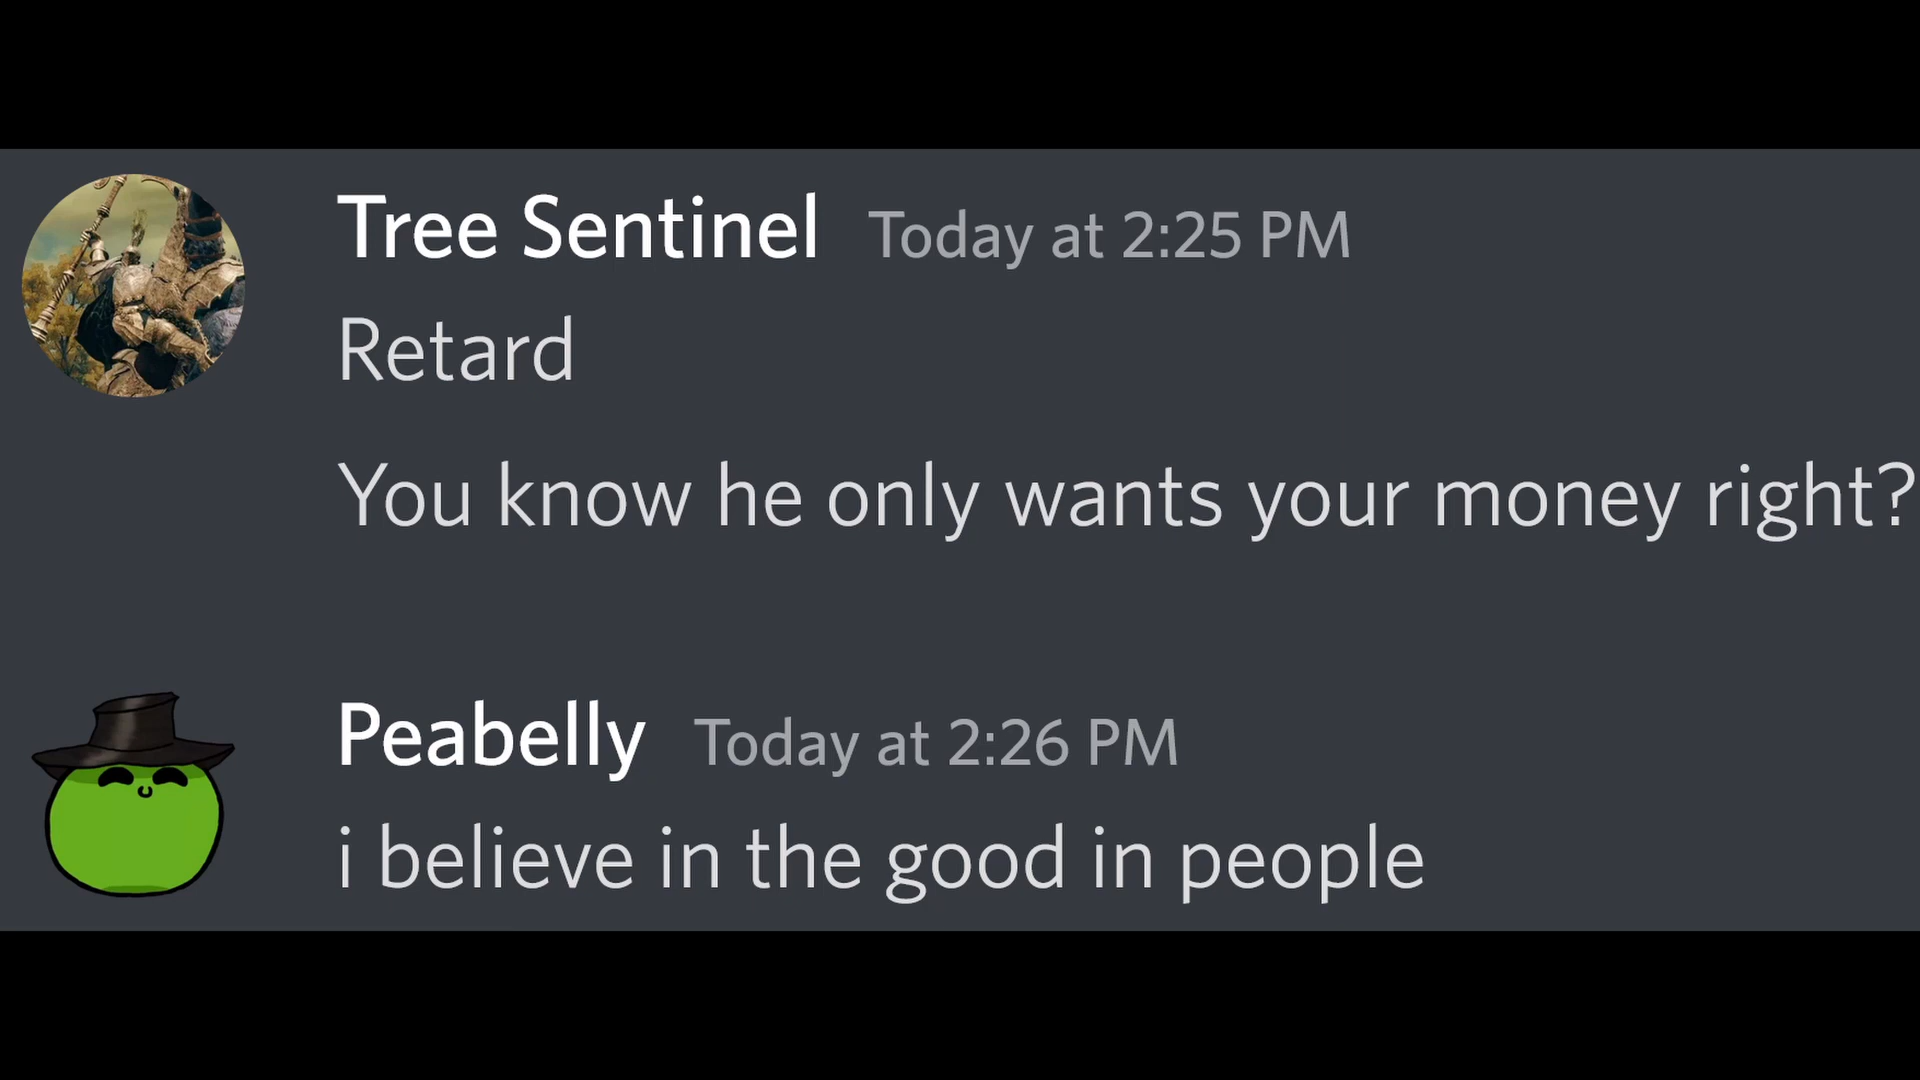 Tree Sentinel Today at 2:25 PM
Retard
You know he only wants your money right?
Peabelly Today at 2:26 PM
i believe in the good in people